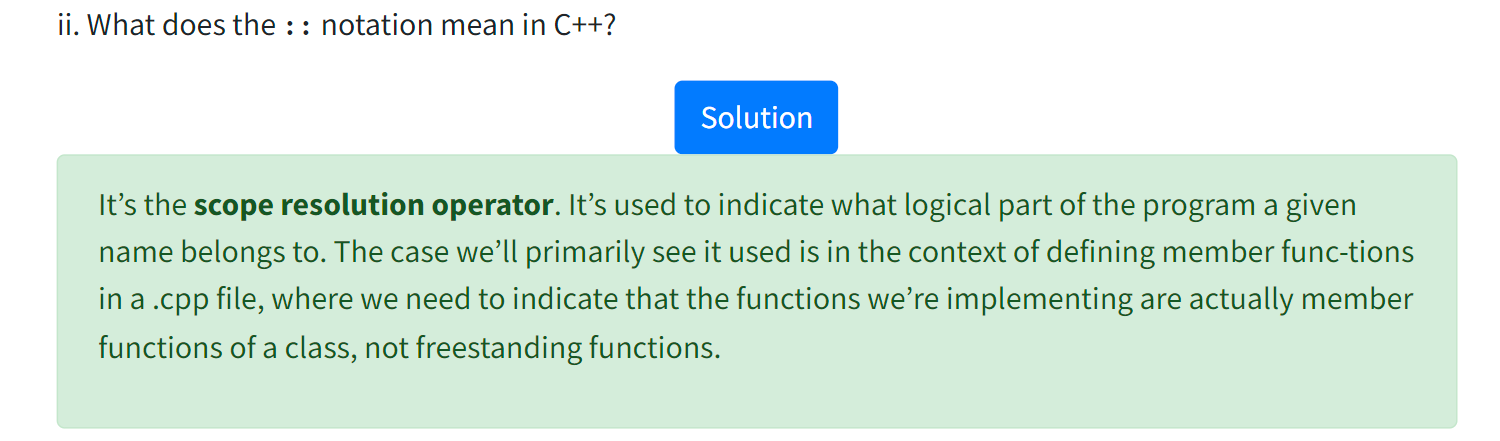 ii. What does the :: notation mean in C++?
Solution
It’s the scope resolution operator. It’s used to indicate what logical part of the program a given
name belongs to. The case we’ll primarily see it used is in the context of defining member func-tions
in a .cpp file, where we need to indicate that the functions we’re implementing are actually member
functions of a class, not freestanding functions.